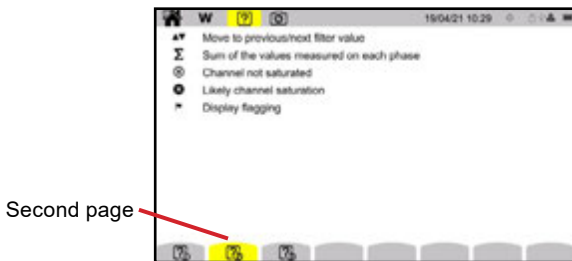 W 19/04/21 10:29
Move to previous/next filter value
Σ Sum of the values measured on each phase
Channel not saturated
Likely channel saturation
Display flagging
Second page